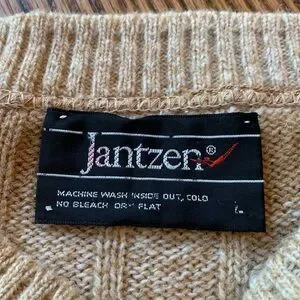 Jantzen®
MACHINE WASH INSIDE OUT, COLD
NO BLEACH DRY FLAT
L